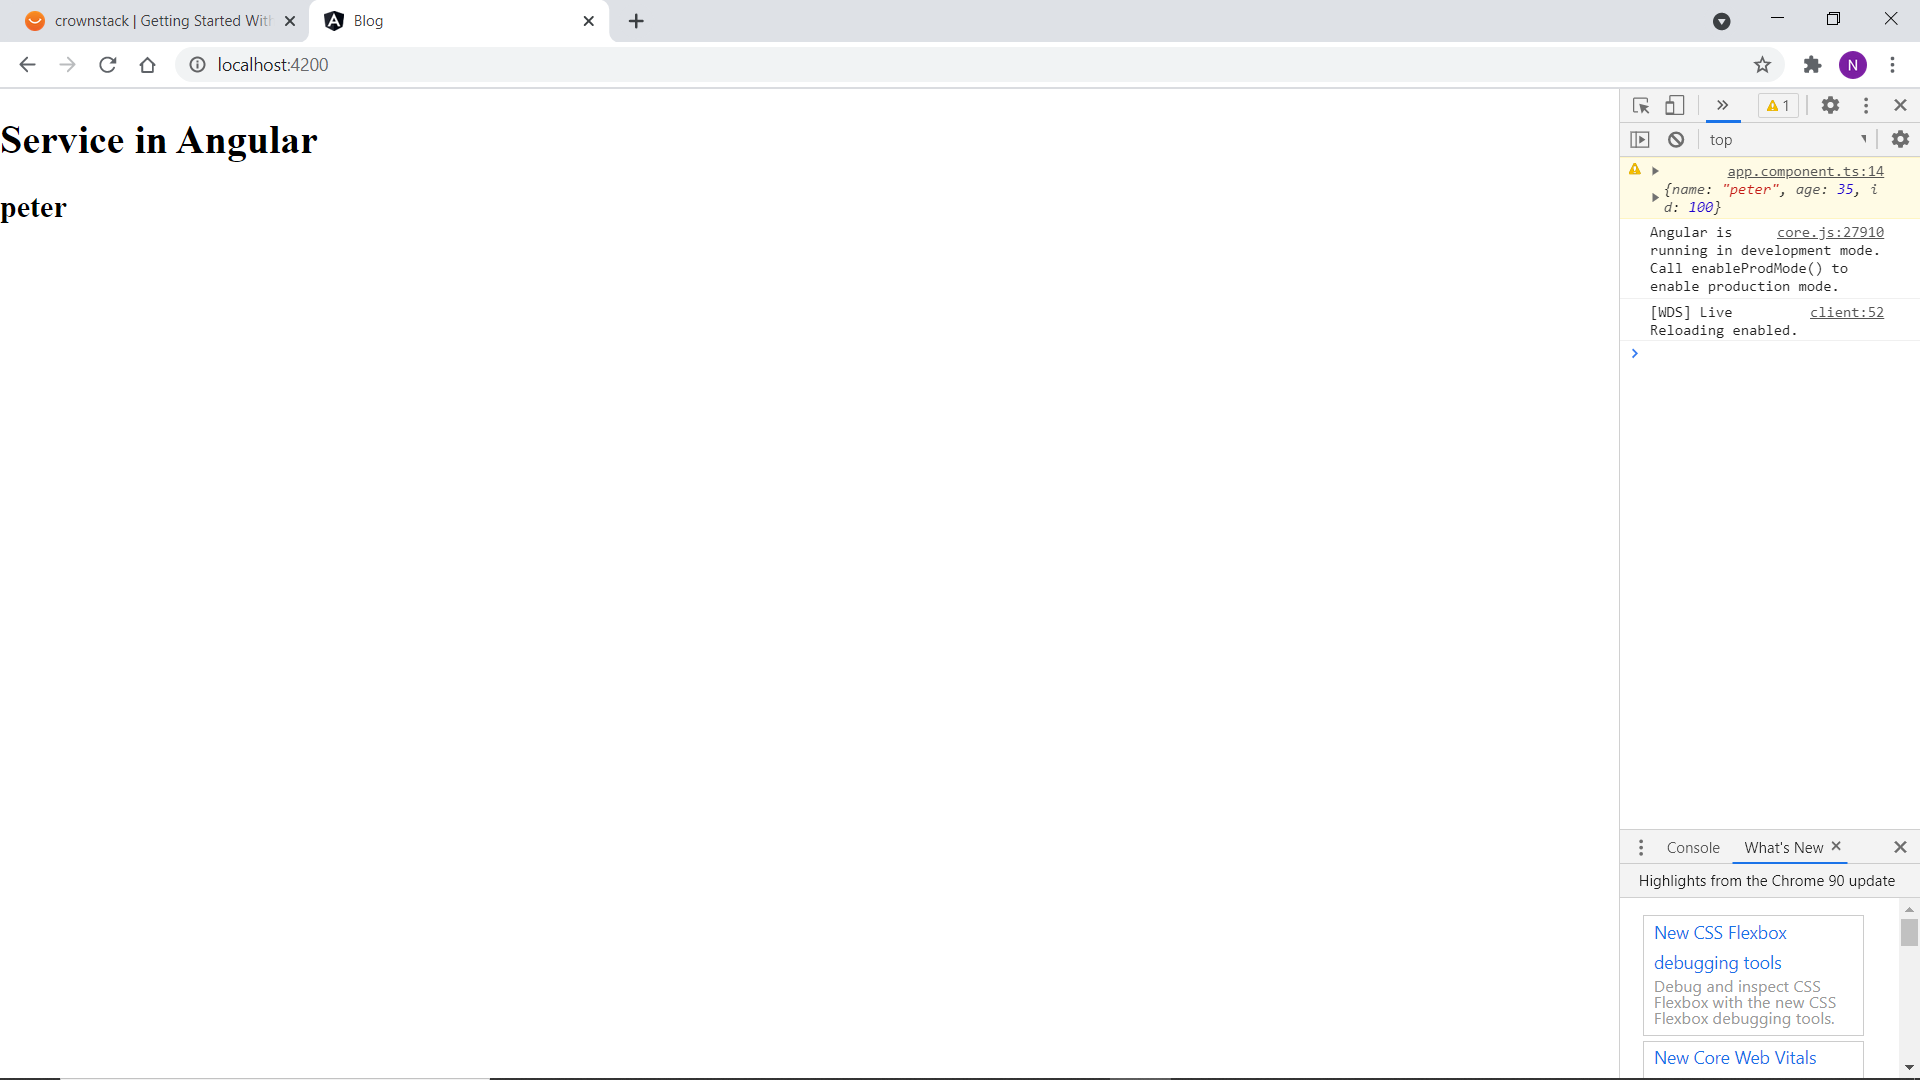 crownstack | Getting Started With
Blog
localhost:4200
N
Service in Angular
peter
1
top
app.component.ts:14
{name: "peter", age: 35, i
d: 100}
Angular is core.js:27910
running in development mode.
Call enableProdMode() to
enable production mode.
[WDS] Live client:52
Reloading enabled.
Console What's New
Highlights from the Chrome 90 update
New CSS Flexbox
debugging tools
Debug and inspect CSS
Flexbox with the new CSS
Flexbox debugging tools.
New Core Web Vitals